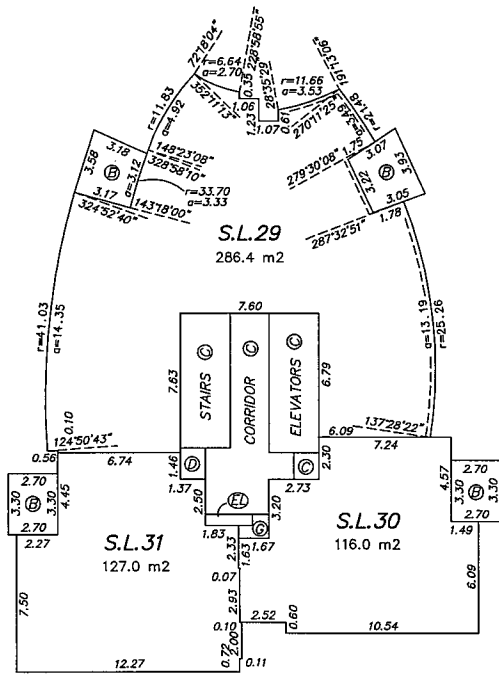 72°18'04"
r=6.64
a=2.70
228°58'55"
352°11'73"
0.35
1.06
1.23
28°35'29
1.07
0.61
r=11.66
a=3.53
270°11'25"
191°13'06"
a=3.49
r=21.48
r=11.83
a=4.92
3.18
148°23'08"
328°58'10"
3.58
B
a=3.12
r=33.70
a=3.33
3.17
143°18'00"
324°52'40"
1.75
3.07
279°30'08"
3.22
B
3.93
3.05
1.78
287°32'51"
S.L.29
286.4 m2
r=41.03
a=14.35
a=13.19
r=25.26
7.60
7.63
STAIRS
C
CORRIDOR
C
ELEVATORS
C
6.79
0.10
124°50'43"
0.56
6.74
1.46
D
1.37
6.09
137°28'22"
7.24
C
2.30
2.73
2.70
3.30
B
3.30
4.45
2.70
2.27
2.50
EL
3.20
1.83
G
2.33
1.63
1.67
4.57
2.70
3.30
B
3.30
2.70
1.49
S.L.31
127.0 m2
S.L.30
116.0 m2
7.50
0.07
2.93
2.52
0.60
6.09
0.10
2.00
10.54
12.27
0.72
0.11